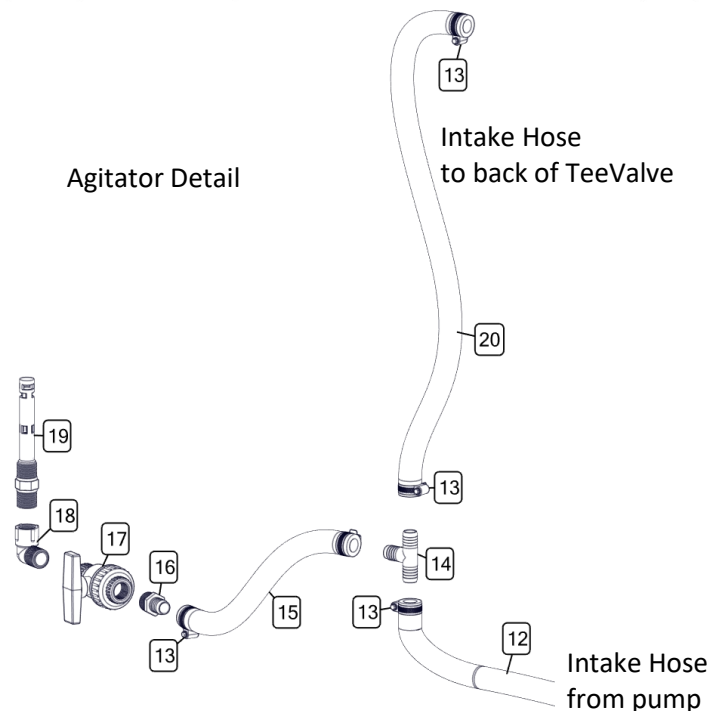 13
Intake Hose
to back of TeeValve
Agitator Detail
20
19
13
18
17
16
14
15
13
13
12
Intake Hose
from pump